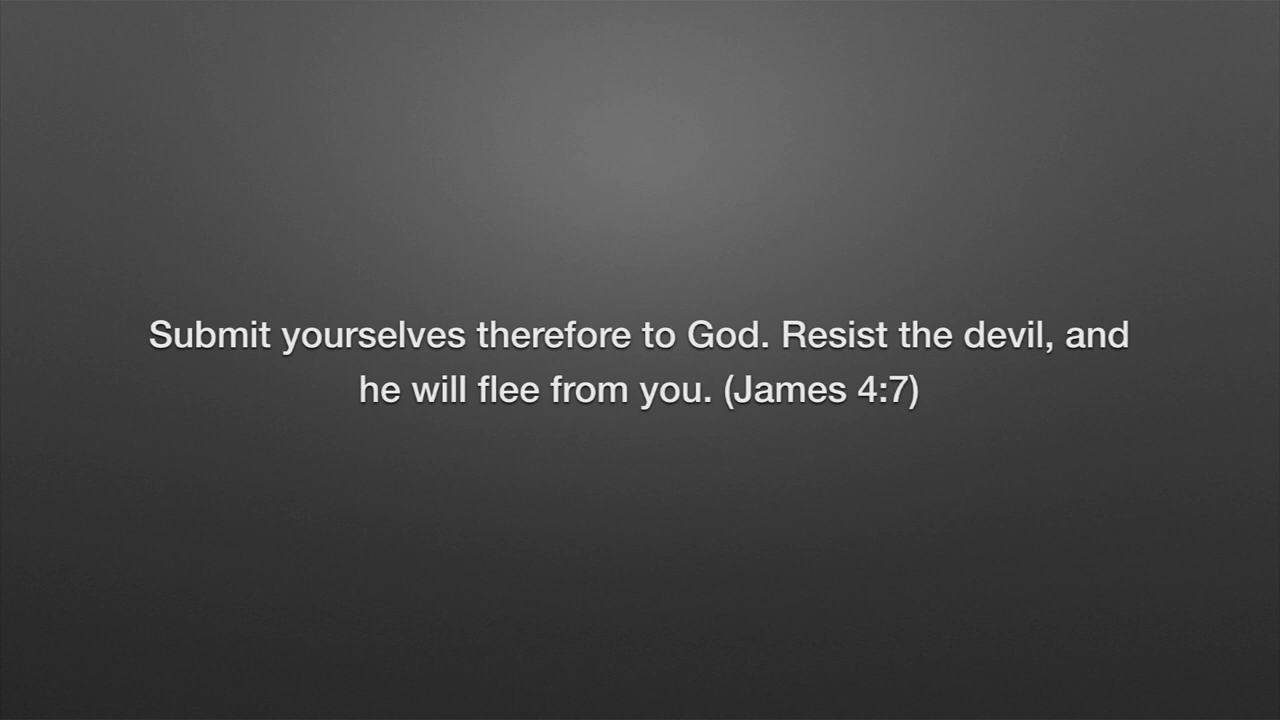 Submit yourselves therefore to God. Resist the devil, and
he will flee from you. (James 4:7)